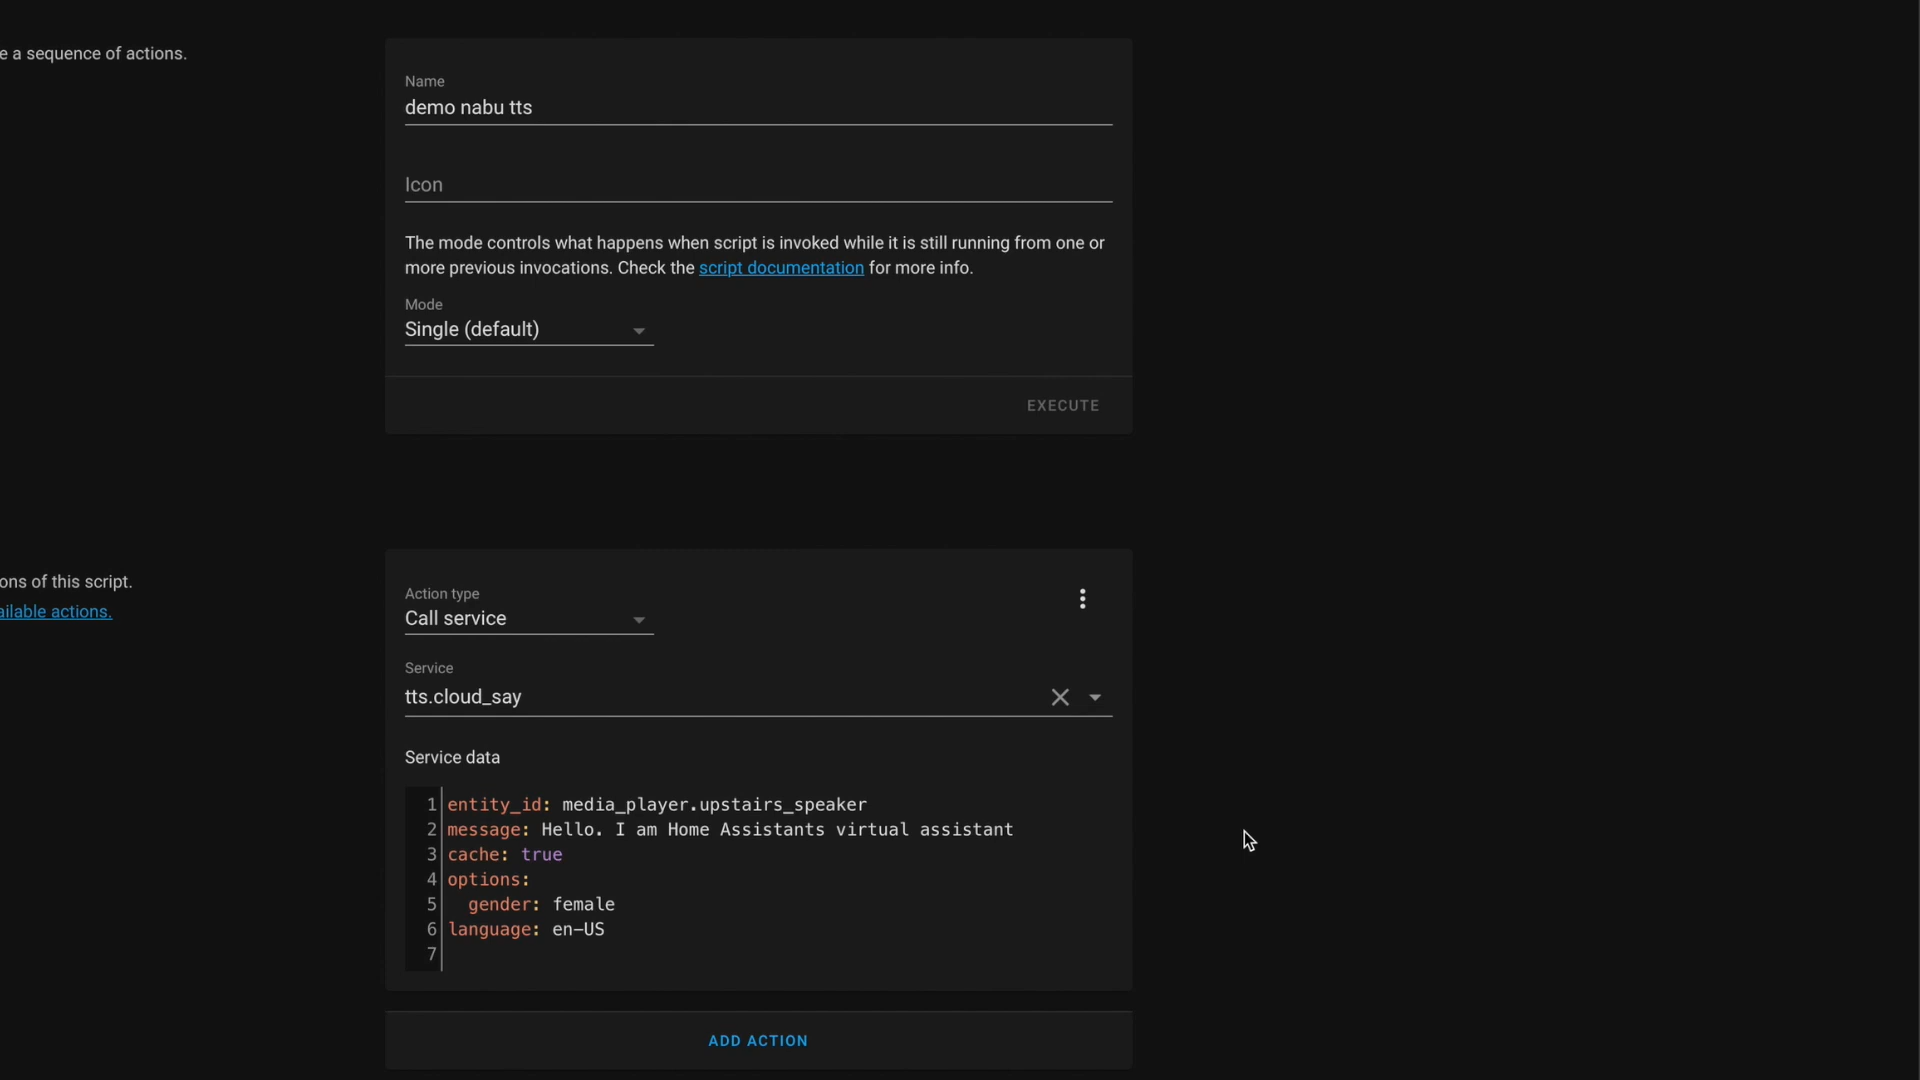 e a sequence of actions.
Name
demo nabu tts
Icon
The mode controls what happens when script is invoked while it is still running from one or
more previous invocations. Check the script documentation for more info.
Mode
Single (default)
EXECUTE
ons of this script.
ailable actions.
Action type
Call service
Service
tts.cloud_say
Service data
1 entity_id: media_player.upstairs_speaker
2 message: Hello. I am Home Assistants virtual assistant
3 cache: true
4 options:
5 gender: female
6 language: en-US
7
ADD ACTION